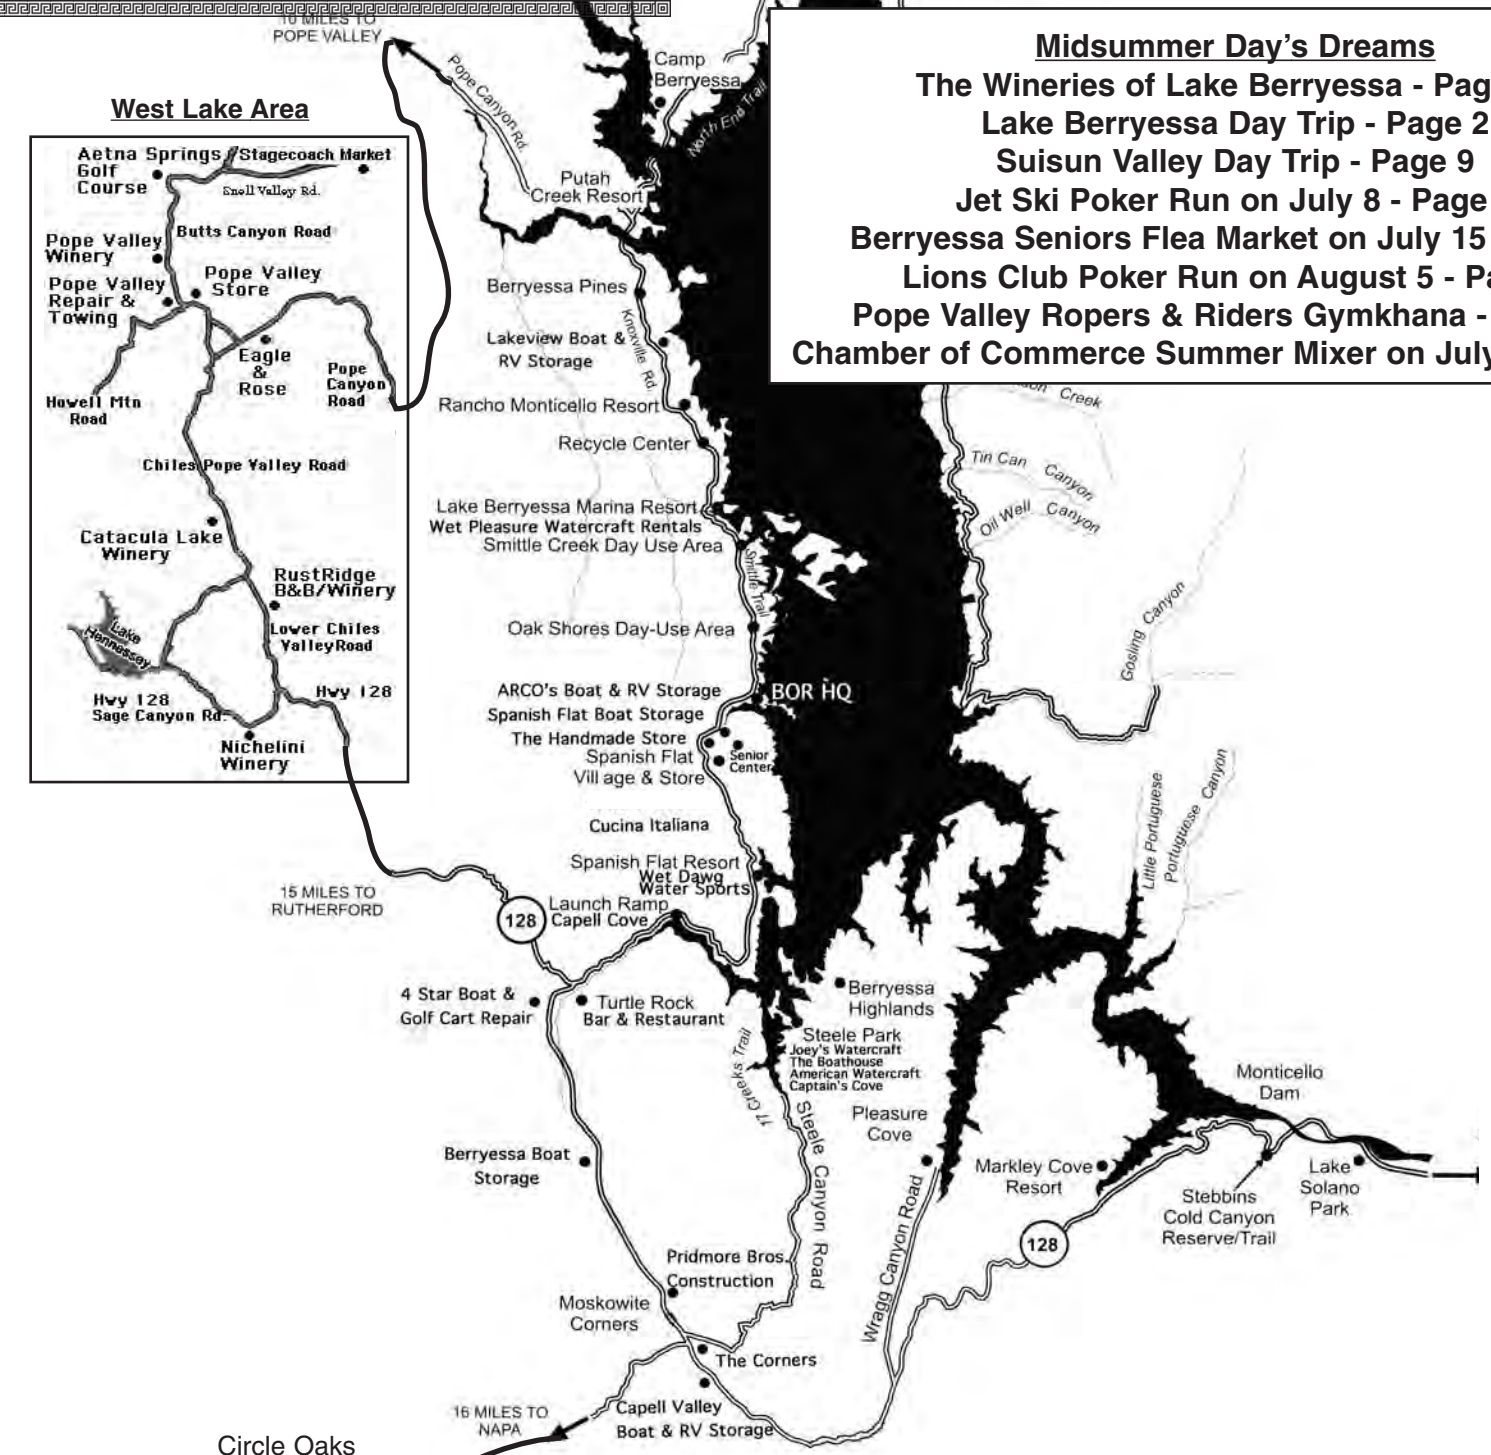 10 MILES TO
POPE VALLEY
Midsummer Day's Dreams
The Wineries of Lake Berryessa - Pag
Lake Berryessa Day Trip - Page 2
Suisun Valley Day Trip - Page 9
Jet Ski Poker Run on July 8 - Page
Berryessa Seniors Flea Market on July 15
Lions Club Poker Run on August 5 - Pa
Pope Valley Ropers & Riders Gymkhana -
Chamber of Commerce Summer Mixer on July
West Lake Area
Aetna Springs
Golf
Course
Stagecoach Market
Snell Valley Rd.
Butts Canyon Road
Pope Valley
Winery
Pope Valley
Store
Pope Valley
Repair &
Towing
Eagle
&
Rose
Pope
Canyon
Road
Howell Mtn
Road
Chiles Pope Valley Road
Catacula Lake
Winery
RustRidge
B&B/Winery
Lower Chiles
Valley Road
Lake
Hennessey
Hwy 128
Hwy 128
Sage Canyon Rd.
Nichelini
Winery
Pope Canyon Rd.
Camp
Berryessa
North End Trail
Putah
Creek Resort
Berryessa Pines
Knoxville Rd.
Lakeview Boat &
RV Storage
Rancho Monticello Resort
Recycle Center
Lake Berryessa Marina Resort
Wet Pleasure Watercraft Rentals
Smittle Creek Day Use Area
Smittle Trail
Oak Shores Day-Use Area
ARCO's Boat & RV Storage
BOR HQ
Spanish Flat Boat Storage
The Handmade Store
Spanish Flat
Village & Store
Senior
Center
Cucina Italiana
Spanish Flat Resort
Wet Dawg
Water Sports
Launch Ramp
Capell Cove
15 MILES TO
RUTHERFORD
128
4 Star Boat &
Golf Cart Repair
Turtle Rock
Bar & Restaurant
Creek
Tin Can Canyon
Oil Well Canyon
Gosling Canyon
Little Portuguese
Portuguese Canyon
Berryessa
Highlands
Steele Park
Joey's Watercraft
The Boathouse
American Watercraft
Captain's Cove
17 Creeks Trail
Steele Canyon Road
Pleasure
Cove
Wragg Canyon Road
Markley Cove
Resort
Monticello
Dam
Stebbins
Cold Canyon
Reserve/Trail
Lake
Solano
Park
128
Berryessa Boat
Storage
Pridmore Bros.
Construction
Moskowite
Corners
The Corners
Capell Valley
Boat & RV Storage
16 MILES TO
NAPA
Circle Oaks